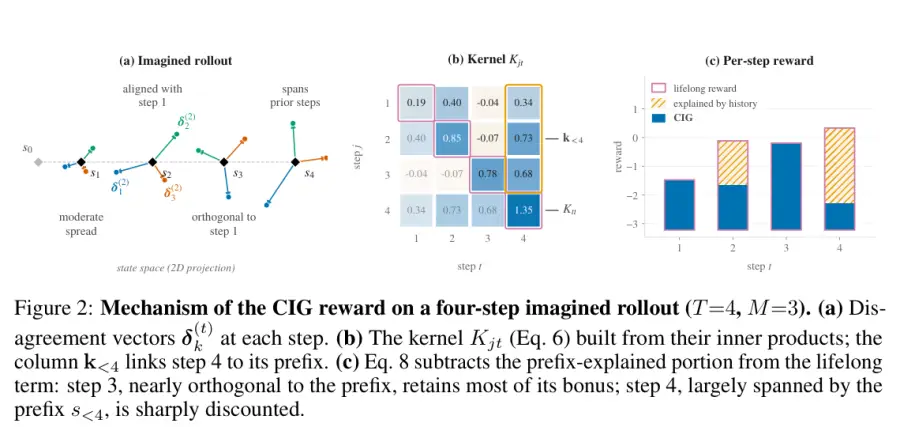 (a) Imagined rollout
aligned with
step 1
spans
prior steps
δ₂⁽²⁾
s₀
s₁
s₂
s₃
s₄
δ₁⁽²⁾
δ₃⁽²⁾
moderate
spread
orthogonal to
step 1
state space (2D projection)
(b) Kernel Kⱼₜ
step j
1 0.19 0.40 -0.04 0.34
2 0.40 0.85 -0.07 0.73 k<4
3 -0.04 -0.07 0.78 0.68
4 0.34 0.73 0.68 1.35 Kₜₜ
1 2 3 4
step t
(c) Per-step reward
lifelong reward
explained by history
CIG
reward
1
0
−1
−2
−3
1 2 3 4
step t
Figure 2: Mechanism of the CIG reward on a four-step imagined rollout (T=4, M=3). (a) Dis-
agreement vectors δₖ⁽ᵗ⁾ at each step. (b) The kernel Kⱼₜ (Eq. 6) built from their inner products; the
column k<4 links step 4 to its prefix. (c) Eq. 8 subtracts the prefix-explained portion from the lifelong
term: step 3, nearly orthogonal to the prefix, retains most of its bonus; step 4, largely spanned by the
prefix s<4, is sharply discounted.